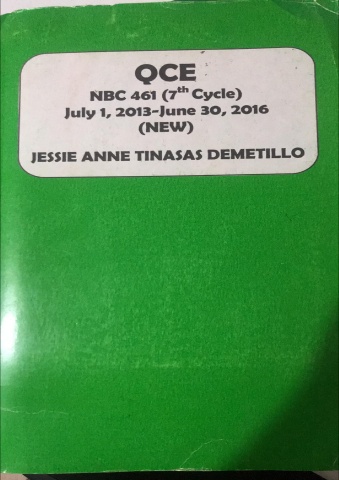 QCE
NBC 461 (7th Cycle)
July 1, 2013-June 30, 2016
(NEW)
JESSIE ANNE TINASAS DEMETILLO